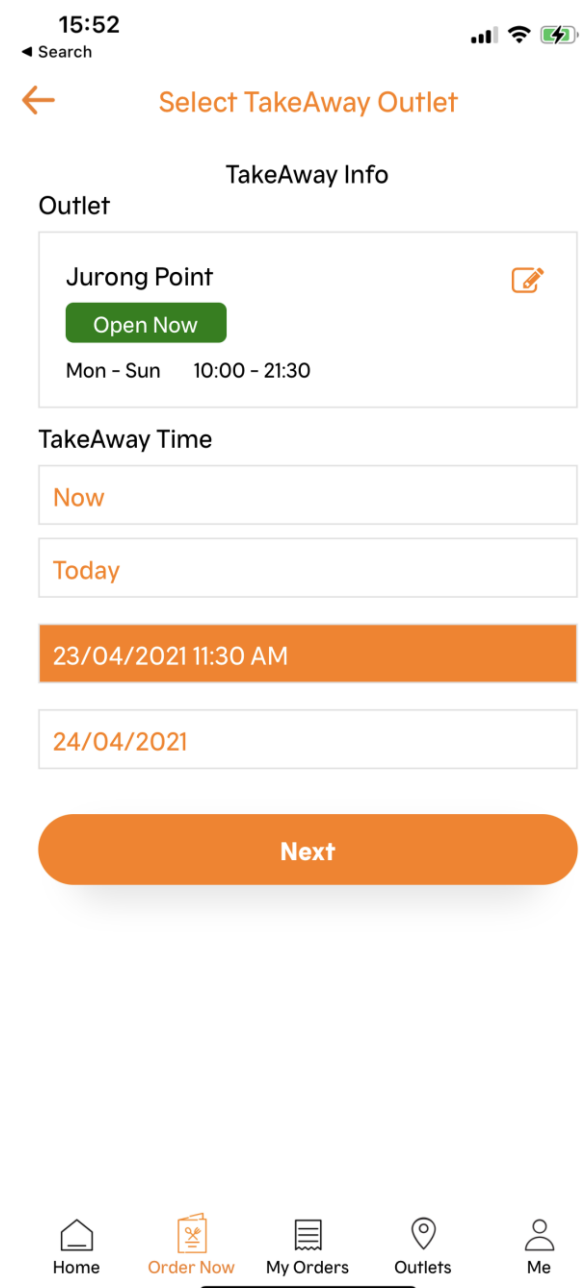 15:52
◀ Search
Select TakeAway Outlet
TakeAway Info
Outlet
Jurong Point
Open Now
Mon - Sun 10:00 - 21:30
TakeAway Time
Now
Today
23/04/2021 11:30 AM
24/04/2021
Next
Home Order Now My Orders Outlets Me